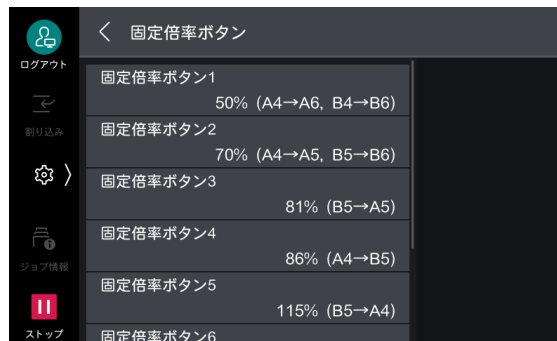 固定倍率ボタン
ログアウト
割り込み
ジョブ情報
ストップ
固定倍率ボタン1
50% (A4→A6, B4→B6)
固定倍率ボタン2
70% (A4→A5, B5→B6)
固定倍率ボタン3
81% (B5→A5)
固定倍率ボタン4
86% (A4→B5)
固定倍率ボタン5
115% (B5→A4)
固定倍率ボタン6